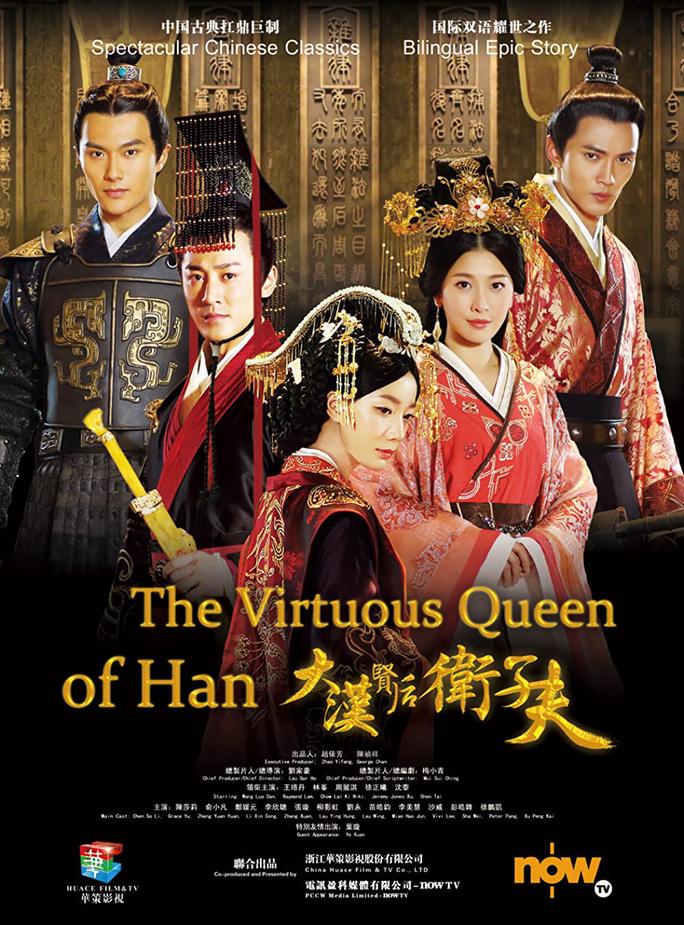 中国古典扛鼎巨制
Spectacular Chinese Classics
国际双语耀世之作
Bilingual Epic Story
The Virtuous Queen
of Han 大漢賢后衛子夫
出品人：趙依芳 陳禎祥
Executive Producer: Zhao Yifang, George Chan
總製片人/總導演：劉家豪 總製片人/總編劇：梅小青
Chief Producer/Chief Director: Lau Gar Ho Chief Producer/Chief Scriptwriter: Mui Sui Ching
領銜主演：王珞丹 林峯 周麗淇 徐正曦 沈泰
Starring: Wang Luo Dan, Raymond Lam, Chow Lai Ki Niki, Jeremy Jones Xu, Shen Tai
主演：陳莎莉 俞小凡 鄭媛元 李欣聰 張璇 柳影虹 劉永 苗皓鈞 李美慧 沙威 彭皓鋒 徐鵬凱
Main Cast: Chen Sa Li, Grace Yu, Zheng Yuan Yuan, Li Xin Gong, Zhang Xuan, Lau Ying Hung, Lau Wing, Miao Hao Jun, Vivi Lee, Sha Wei, Peter Pang, Xu Peng Kai
特別友情出演：葉璇
Guest Appearance: Ye Xuan
華
HUACE FILM&TV
華策影視
聯合出品
Co-produced and Presented by
浙江華策影視股份有限公司
China Huace Film & TV Co., LTD
電訊盈科媒體有限公司-nowTV
PCCW Media Limited-nowTV
now
TV